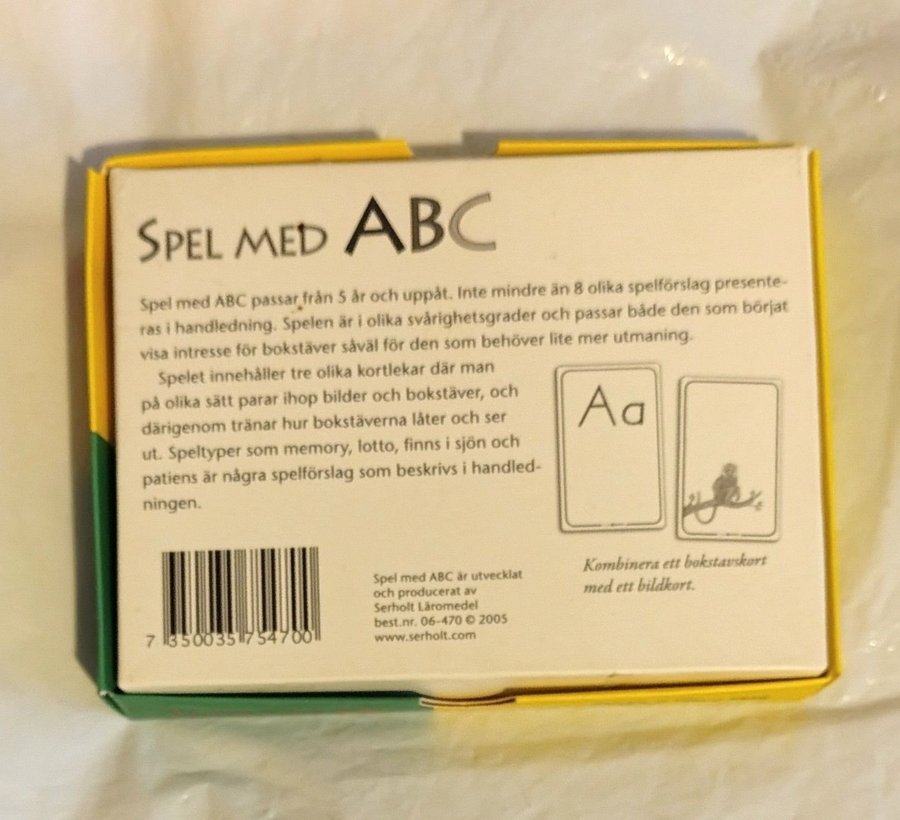 SPEL MED ABC
Spel med ABC passar från 5 år och uppåt. Inte mindre än 8 olika spelförslag presente-
ras i handledning. Spelen är i olika svårighetsgrader och passar både den som börjat
visa intresse för bokstäver såväl för den som behöver lite mer utmaning.
Spelet innehåller tre olika kortlekar där man
på olika sätt parar ihop bilder och bokstäver, och
därigenom tränar hur bokstäverna låter och ser
ut. Speltyper som memory, lotto, finns i sjön och
patiens är några spelförslag som beskrivs i handled-
ningen.
Aa
Kombinera ett bokstavskort
med ett bildkort.
Spel med ABC är utvecklat
och producerat av
Serholt Läromedel
best.nr. 06-470 © 2005
www.serholt.com
7 350035 754700